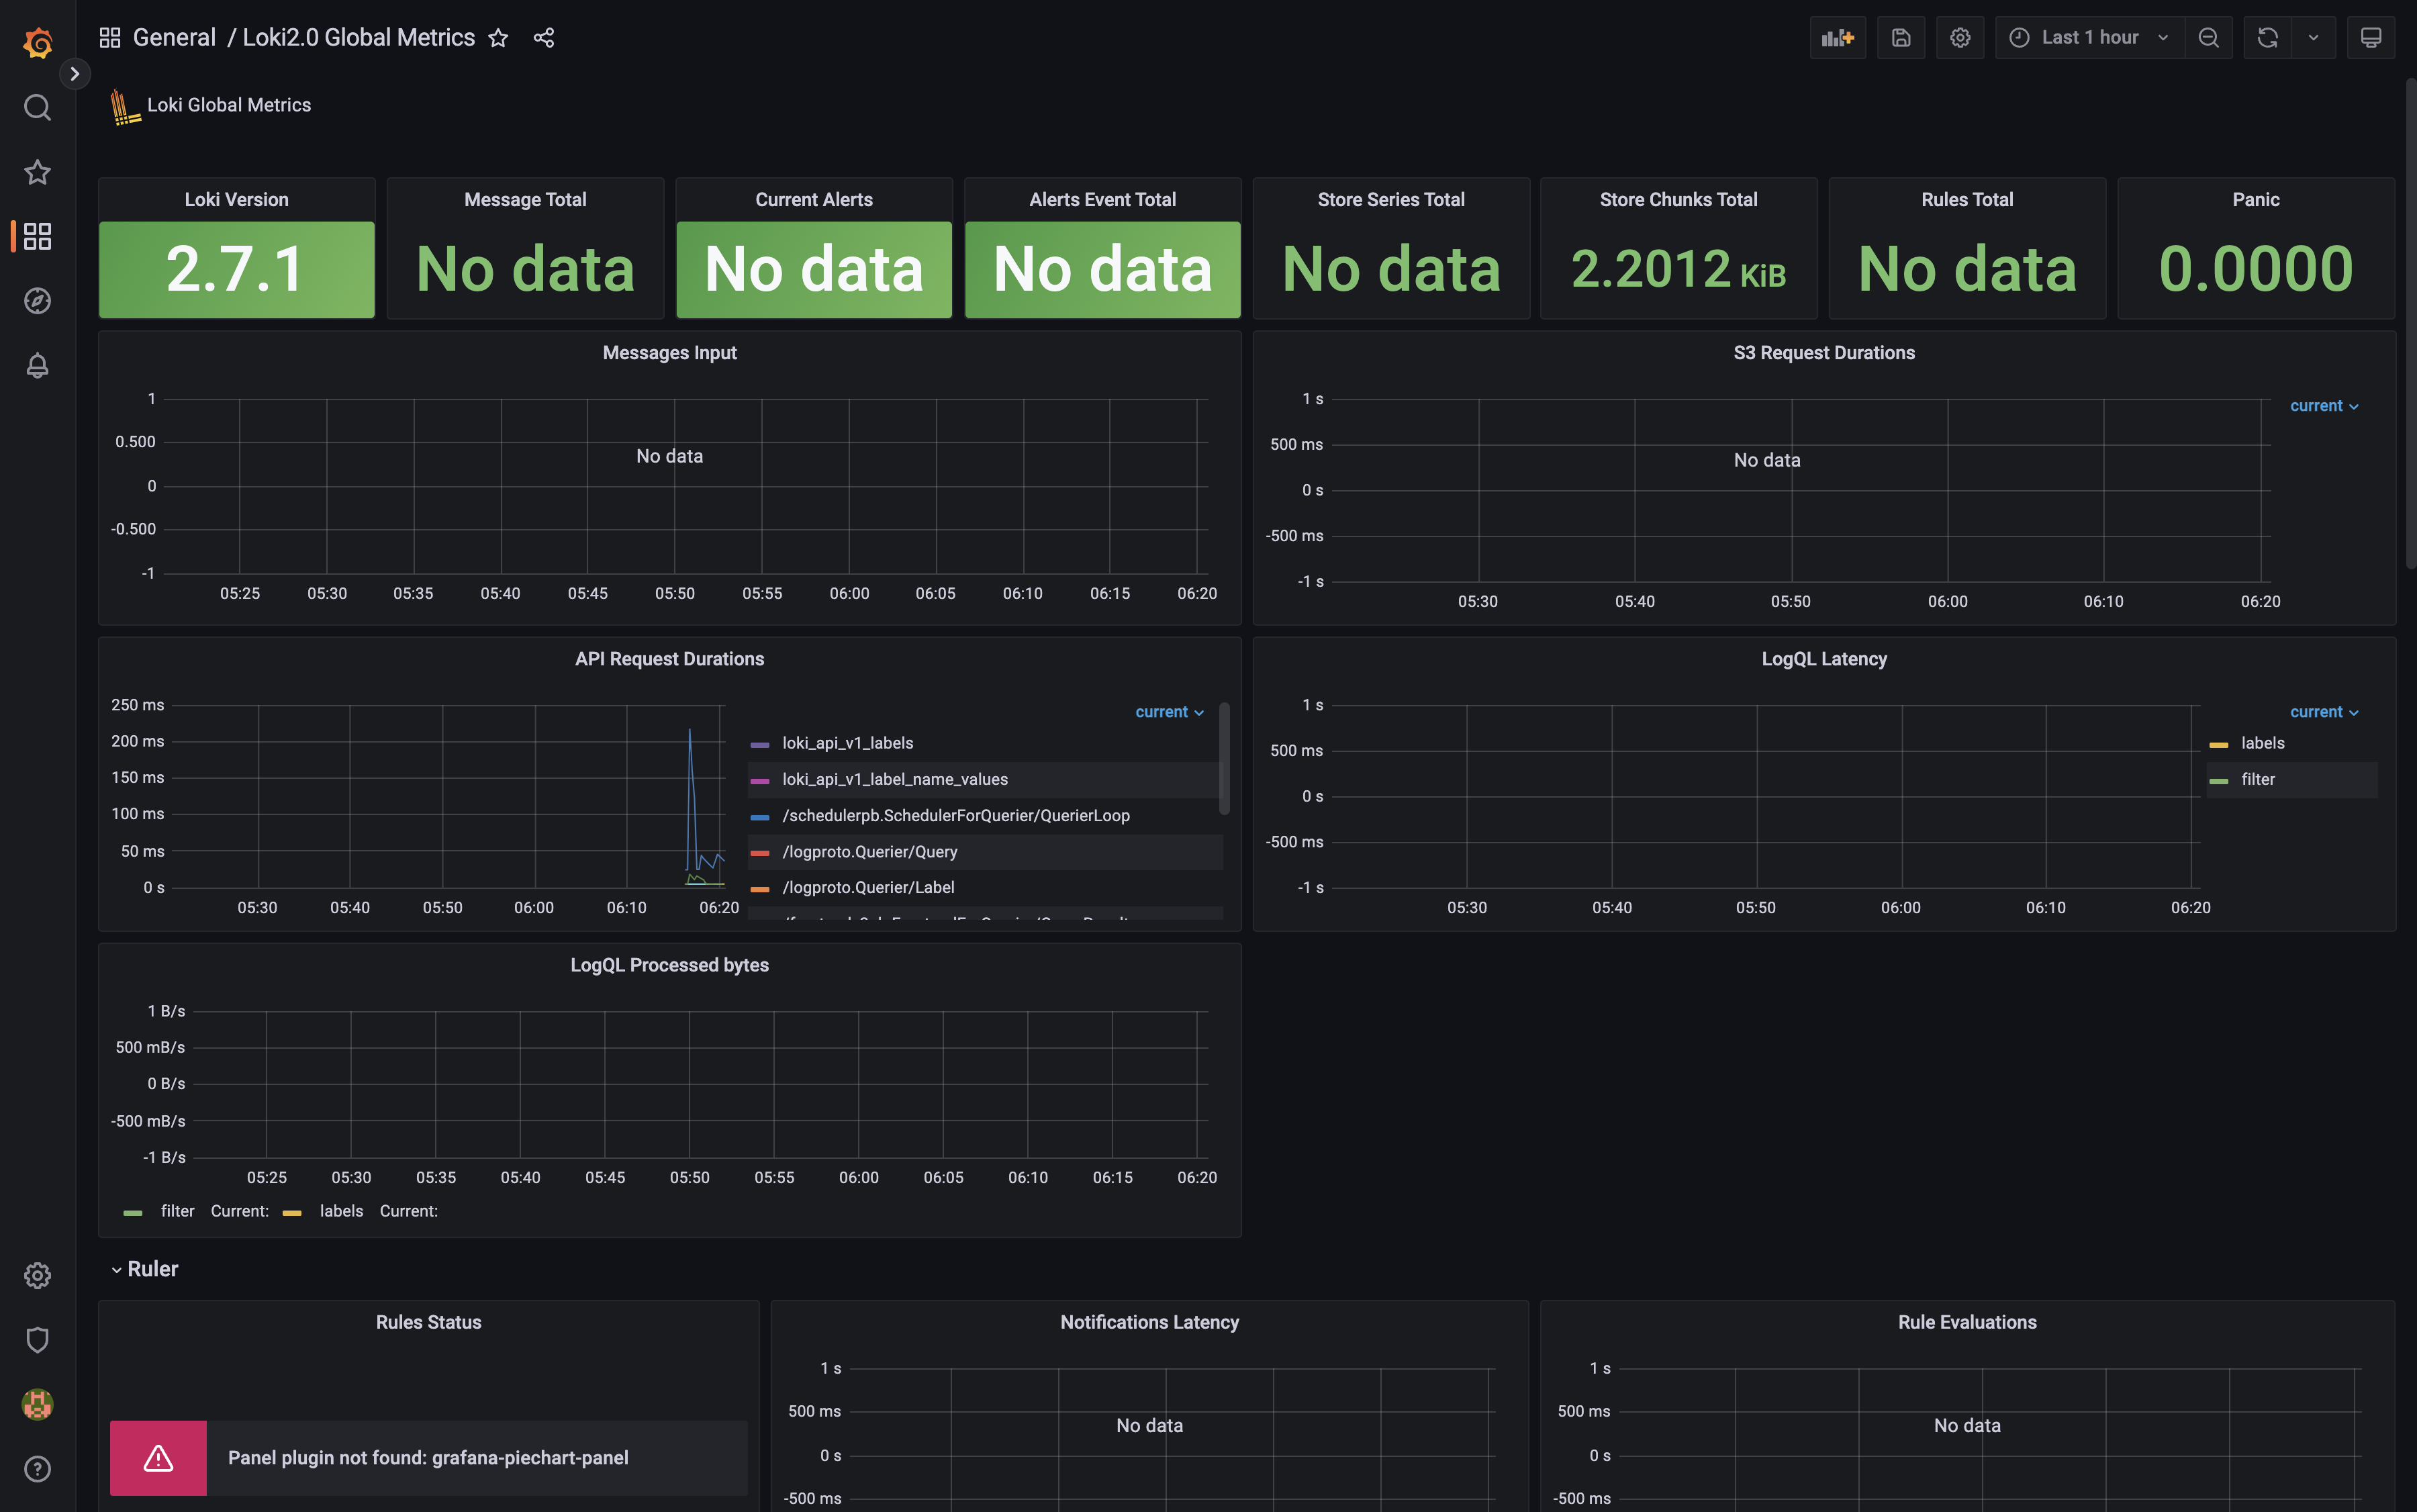 General / Loki2.0 Global Metrics
Last 1 hour
Loki Global Metrics
Loki Version
2.7.1
Message Total
No data
Current Alerts
No data
Alerts Event Total
No data
Store Series Total
No data
Store Chunks Total
2.2012 KiB
Rules Total
No data
Panic
0.0000
Messages Input
1
0.500
0
-0.500
-1
No data
05:25 05:30 05:35 05:40 05:45 05:50 05:55 06:00 06:05 06:10 06:15 06:20
S3 Request Durations
current
1 s
500 ms
0 s
-500 ms
-1 s
No data
05:30 05:40 05:50 06:00 06:10 06:20
API Request Durations
250 ms
200 ms
150 ms
100 ms
50 ms
0 s
05:30 05:40 05:50 06:00 06:10 06:20
current
loki_api_v1_labels
loki_api_v1_label_name_values
/schedulerpb.SchedulerForQuerier/QuerierLoop
/logproto.Querier/Query
/logproto.Querier/Label
LogQL Latency
1 s
500 ms
0 s
-500 ms
-1 s
05:30 05:40 05:50 06:00 06:10 06:20
current
labels
filter
LogQL Processed bytes
1 B/s
500 mB/s
0 B/s
-500 mB/s
-1 B/s
05:25 05:30 05:35 05:40 05:45 05:50 05:55 06:00 06:05 06:10 06:15 06:20
filter Current: labels Current:
Ruler
Rules Status
Panel plugin not found: grafana-piechart-panel
Notifications Latency
1 s
500 ms
0 s
-500 ms
No data
Rule Evaluations
1 s
500 ms
0 s
-500 ms
No data